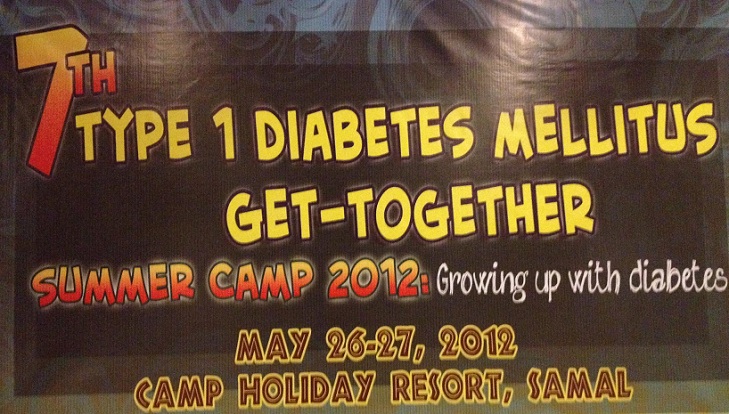 7TH
TYPE 1 DIABETES MELLITUS
GET-TOGETHER
SUMMER CAMP 2012: Growing up with diabetes
MAY 26-27, 2012
CAMP HOLIDAY RESORT, SAMAL